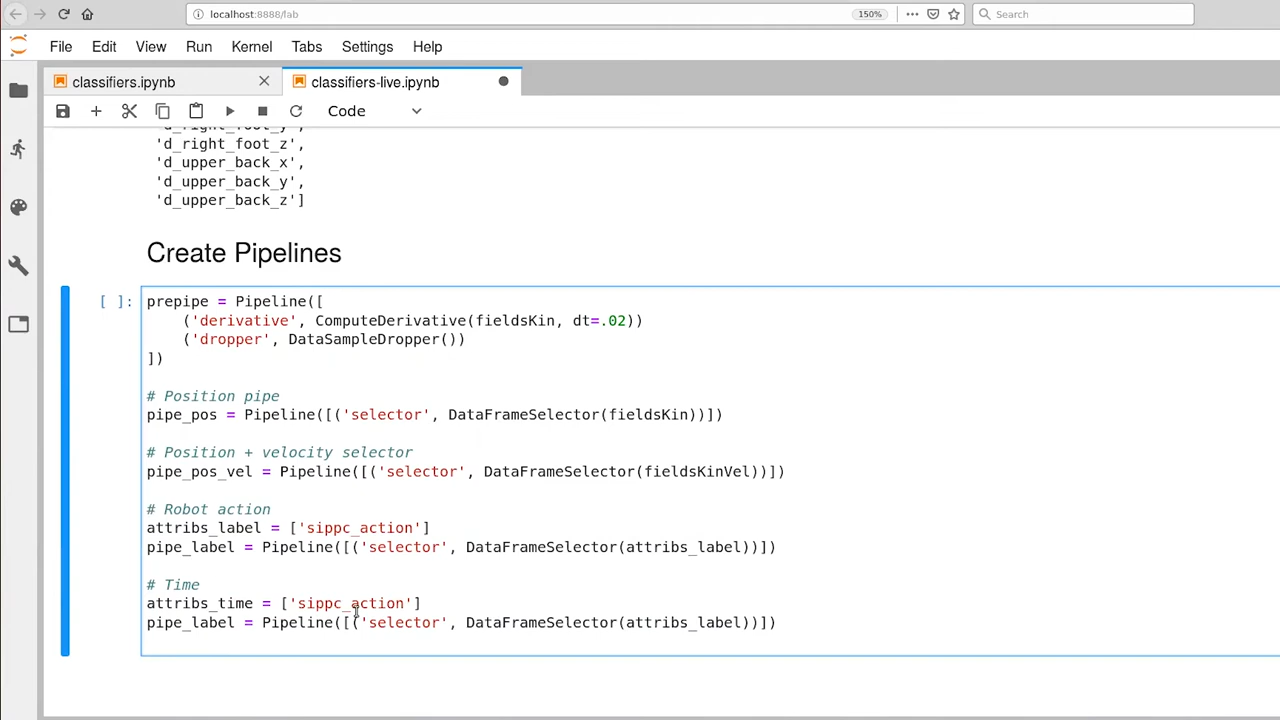 localhost:8888/lab
150%
Search
File Edit View Run Kernel Tabs Settings Help
classifiers.ipynb
classifiers-live.ipynb
Code
'd_right_foot_y',
'd_right_foot_z',
'd_upper_back_x',
'd_upper_back_y',
'd_upper_back_z']
Create Pipelines
[ ]:
prepipe = Pipeline([
('derivative', ComputeDerivative(fieldsKin, dt=.02))
('dropper', DataSampleDropper())
])
# Position pipe
pipe_pos = Pipeline([('selector', DataFrameSelector(fieldsKin))])
# Position + velocity selector
pipe_pos_vel = Pipeline([('selector', DataFrameSelector(fieldsKinVel))])
# Robot action
attribs_label = ['sippc_action']
pipe_label = Pipeline([('selector', DataFrameSelector(attribs_label))])
# Time
attribs_time = ['sippc_action']
pipe_label = Pipeline([('selector', DataFrameSelector(attribs_label))])